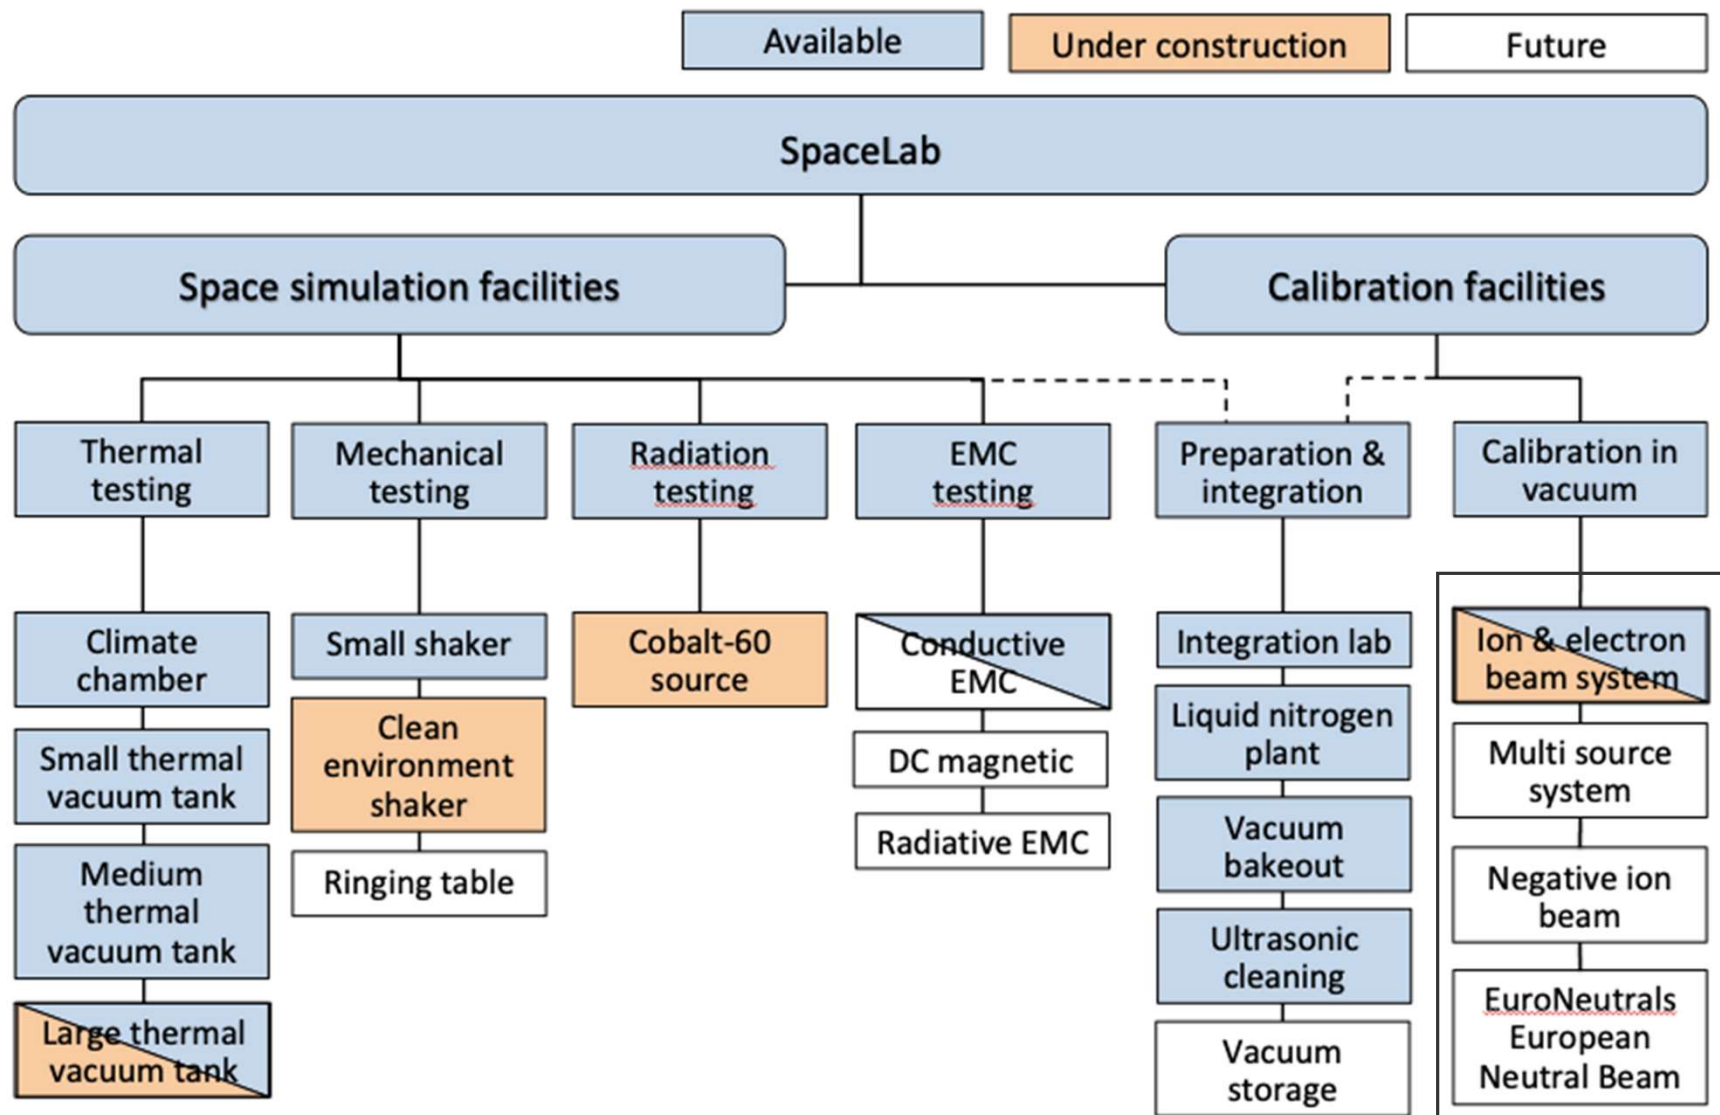 Available
Under construction
Future
SpaceLab
Space simulation facilities
Calibration facilities
Thermal
testing
Mechanical
testing
Radiation
testing
EMC
testing
Preparation &
integration
Calibration in
vacuum
Climate
chamber
Small thermal
vacuum tank
Medium
thermal
vacuum tank
Large thermal
vacuum tank
Small shaker
Clean
environment
shaker
Ringing table
Cobalt-60
source
Conductive
EMC
DC magnetic
Radiative EMC
Integration lab
Liquid nitrogen
plant
Vacuum
bakeout
Ultrasonic
cleaning
Vacuum
storage
Ion & electron
beam system
Multi source
system
Negative ion
beam
EuroNeutrals
European
Neutral Beam